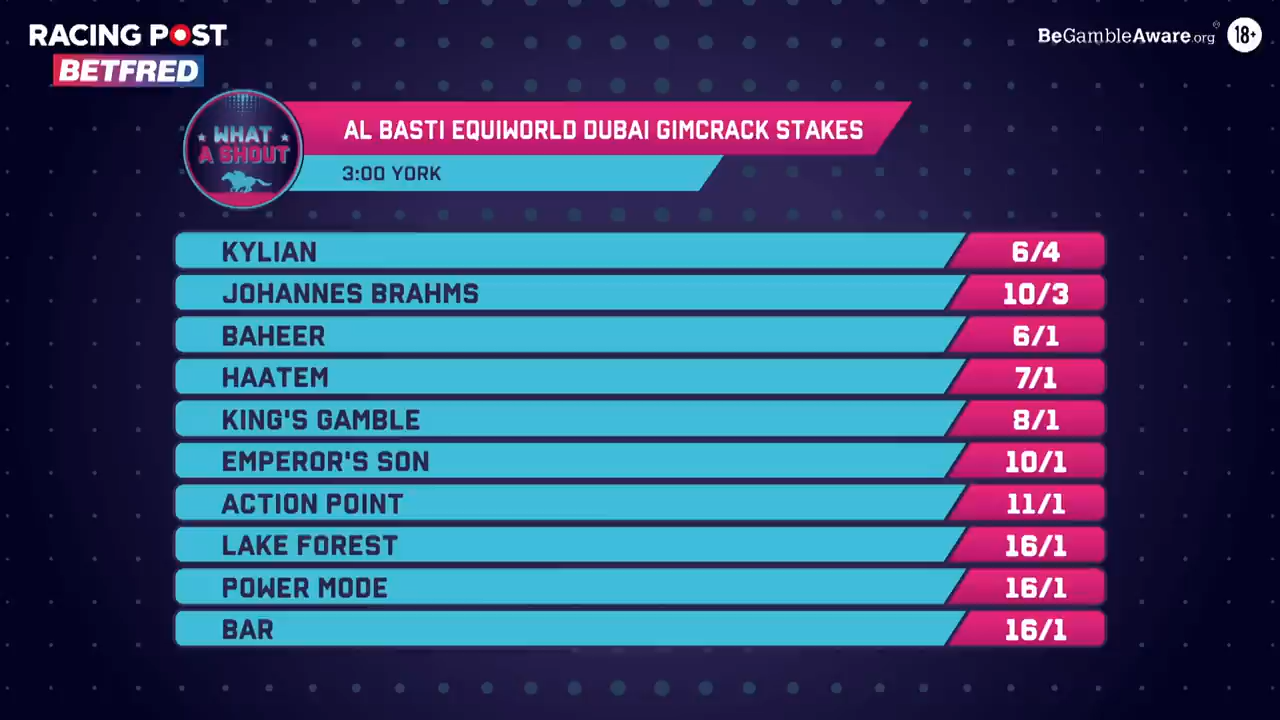 RACING POST
BETFRED
BeGambleAware.org
18+
WHAT
A SHOUT
AL BASTI EQUIWORLD DUBAI GIMCRACK STAKES
3:00 YORK
KYLIAN 6/4
JOHANNES BRAHMS 10/3
BAHEER 6/1
HAATEM 7/1
KING'S GAMBLE 8/1
EMPEROR'S SON 10/1
ACTION POINT 11/1
LAKE FOREST 16/1
POWER MODE 16/1
BAR 16/1